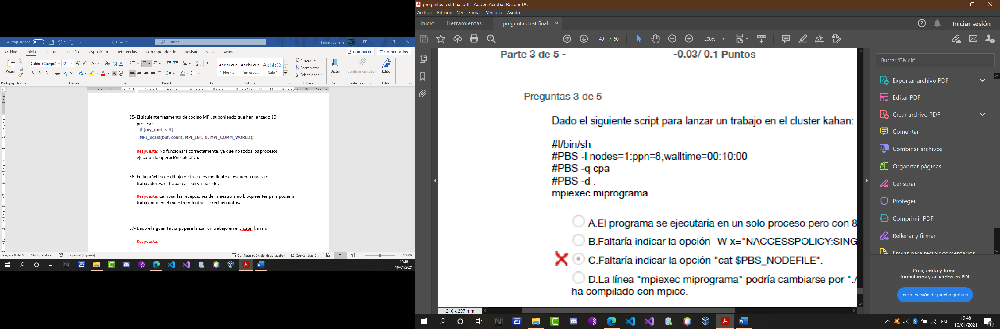 Autoguardado
ejerci...
Buscar
Fabian Scherle
Archivo Inicio Insertar Diseño Disposición Referencias Correspondencia Revisar Vista Ayuda
Compartir Comentarios
Pegar
Calibri (Cuerpo) 12
N K S ab x₂ x²
AaBbCcDc AaBbCcDc AaBbCc
¶ Normal ¶ Sin espa... Título 1
Buscar
Reemplazar
Seleccionar
Dictar
Confidencialidad
Editor
Portapapeles Fuente Párrafo Estilos Edición Voz Confidencialidad Editor
35- El siguiente fragmento de código MPI, suponiendo que han lanzado 10
procesos:
if (my_rank < 5)
MPI_Bcast(buf, count, MPI_INT, 0, MPI_COMM_WORLD);
Respuesta: No funcionará correctamente, ya que no todos los procesos
ejecutan la operación colectiva.
36- En la práctica de dibujo de fractales mediante el esquema maestro-
trabajadores, el trabajo a realizar ha sido:
Respuesta: Cambiar las recepciones del maestro a no bloqueantes para poder ir
trabajando en el maestro mientras se reciben datos.
37- Dado el siguiente script para lanzar un trabajo en el cluster kahan:
Respuesta: -
Página 9 de 10 1673 palabras Español (España) Configuración de visualización Concentración 100 %
19:48
10/01/2021
preguntas test final.pdf - Adobe Acrobat Reader DC
Archivo Edición Ver Firmar Ventana Ayuda
Inicio Herramientas preguntas test final... × Iniciar sesión
49 / 50 200%
Parte 3 de 5 - -0.03/ 0.1 Puntos
Preguntas 3 de 5
Dado el siguiente script para lanzar un trabajo en el cluster kahan:
#!/bin/sh
#PBS -l nodes=1:ppn=8,walltime=00:10:00
#PBS -q cpa
#PBS -d .
mpiexec miprograma
A.El programa se ejecutaría en un solo proceso pero con 8
B.Faltaría indicar la opción -W x="NACCESSPOLICY:SING
C.Faltaría indicar la opción "cat $PBS_NODEFILE".
D.La línea "mpiexec miprograma" podría cambiarse por "./
ha compilado con mpicc.
210 x 297 mm
Buscar 'Dividir'
Exportar archivo PDF
Editar PDF
Crear archivo PDF
Comentar
Combinar archivos
Organizar páginas
Censurar
Proteger
Comprimir PDF
Rellenar y firmar
Enviar para recibir comentarios
Crea, edita y firma
formularios y acuerdos en PDF
Iniciar versión de prueba gratuita
ESP
19:48
10/01/2021